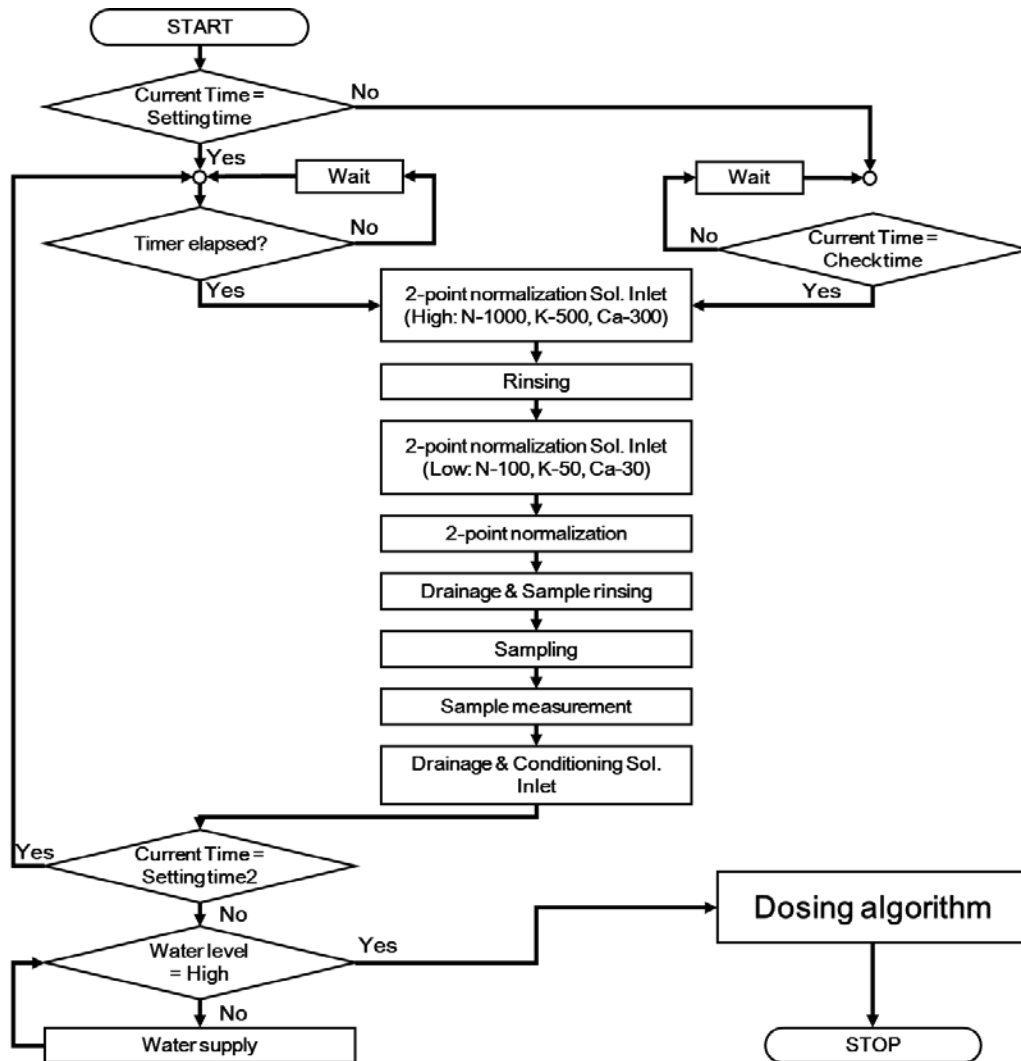 START
Current Time =
Setting time
No
Yes
Wait
Wait
Timer elapsed?
No
No
Current Time =
Check time
Yes
Yes
2-point normalization Sol. Inlet
(High: N-1000, K-500, Ca-300)
Rinsing
2-point normalization Sol. Inlet
(Low: N-100, K-50, Ca-30)
2-point normalization
Drainage & Sample rinsing
Sampling
Sample measurement
Drainage & Conditioning Sol.
Inlet
Yes
Current Time =
Setting time2
No
Dosing algorithm
Water level
= High
Yes
No
Water supply
STOP